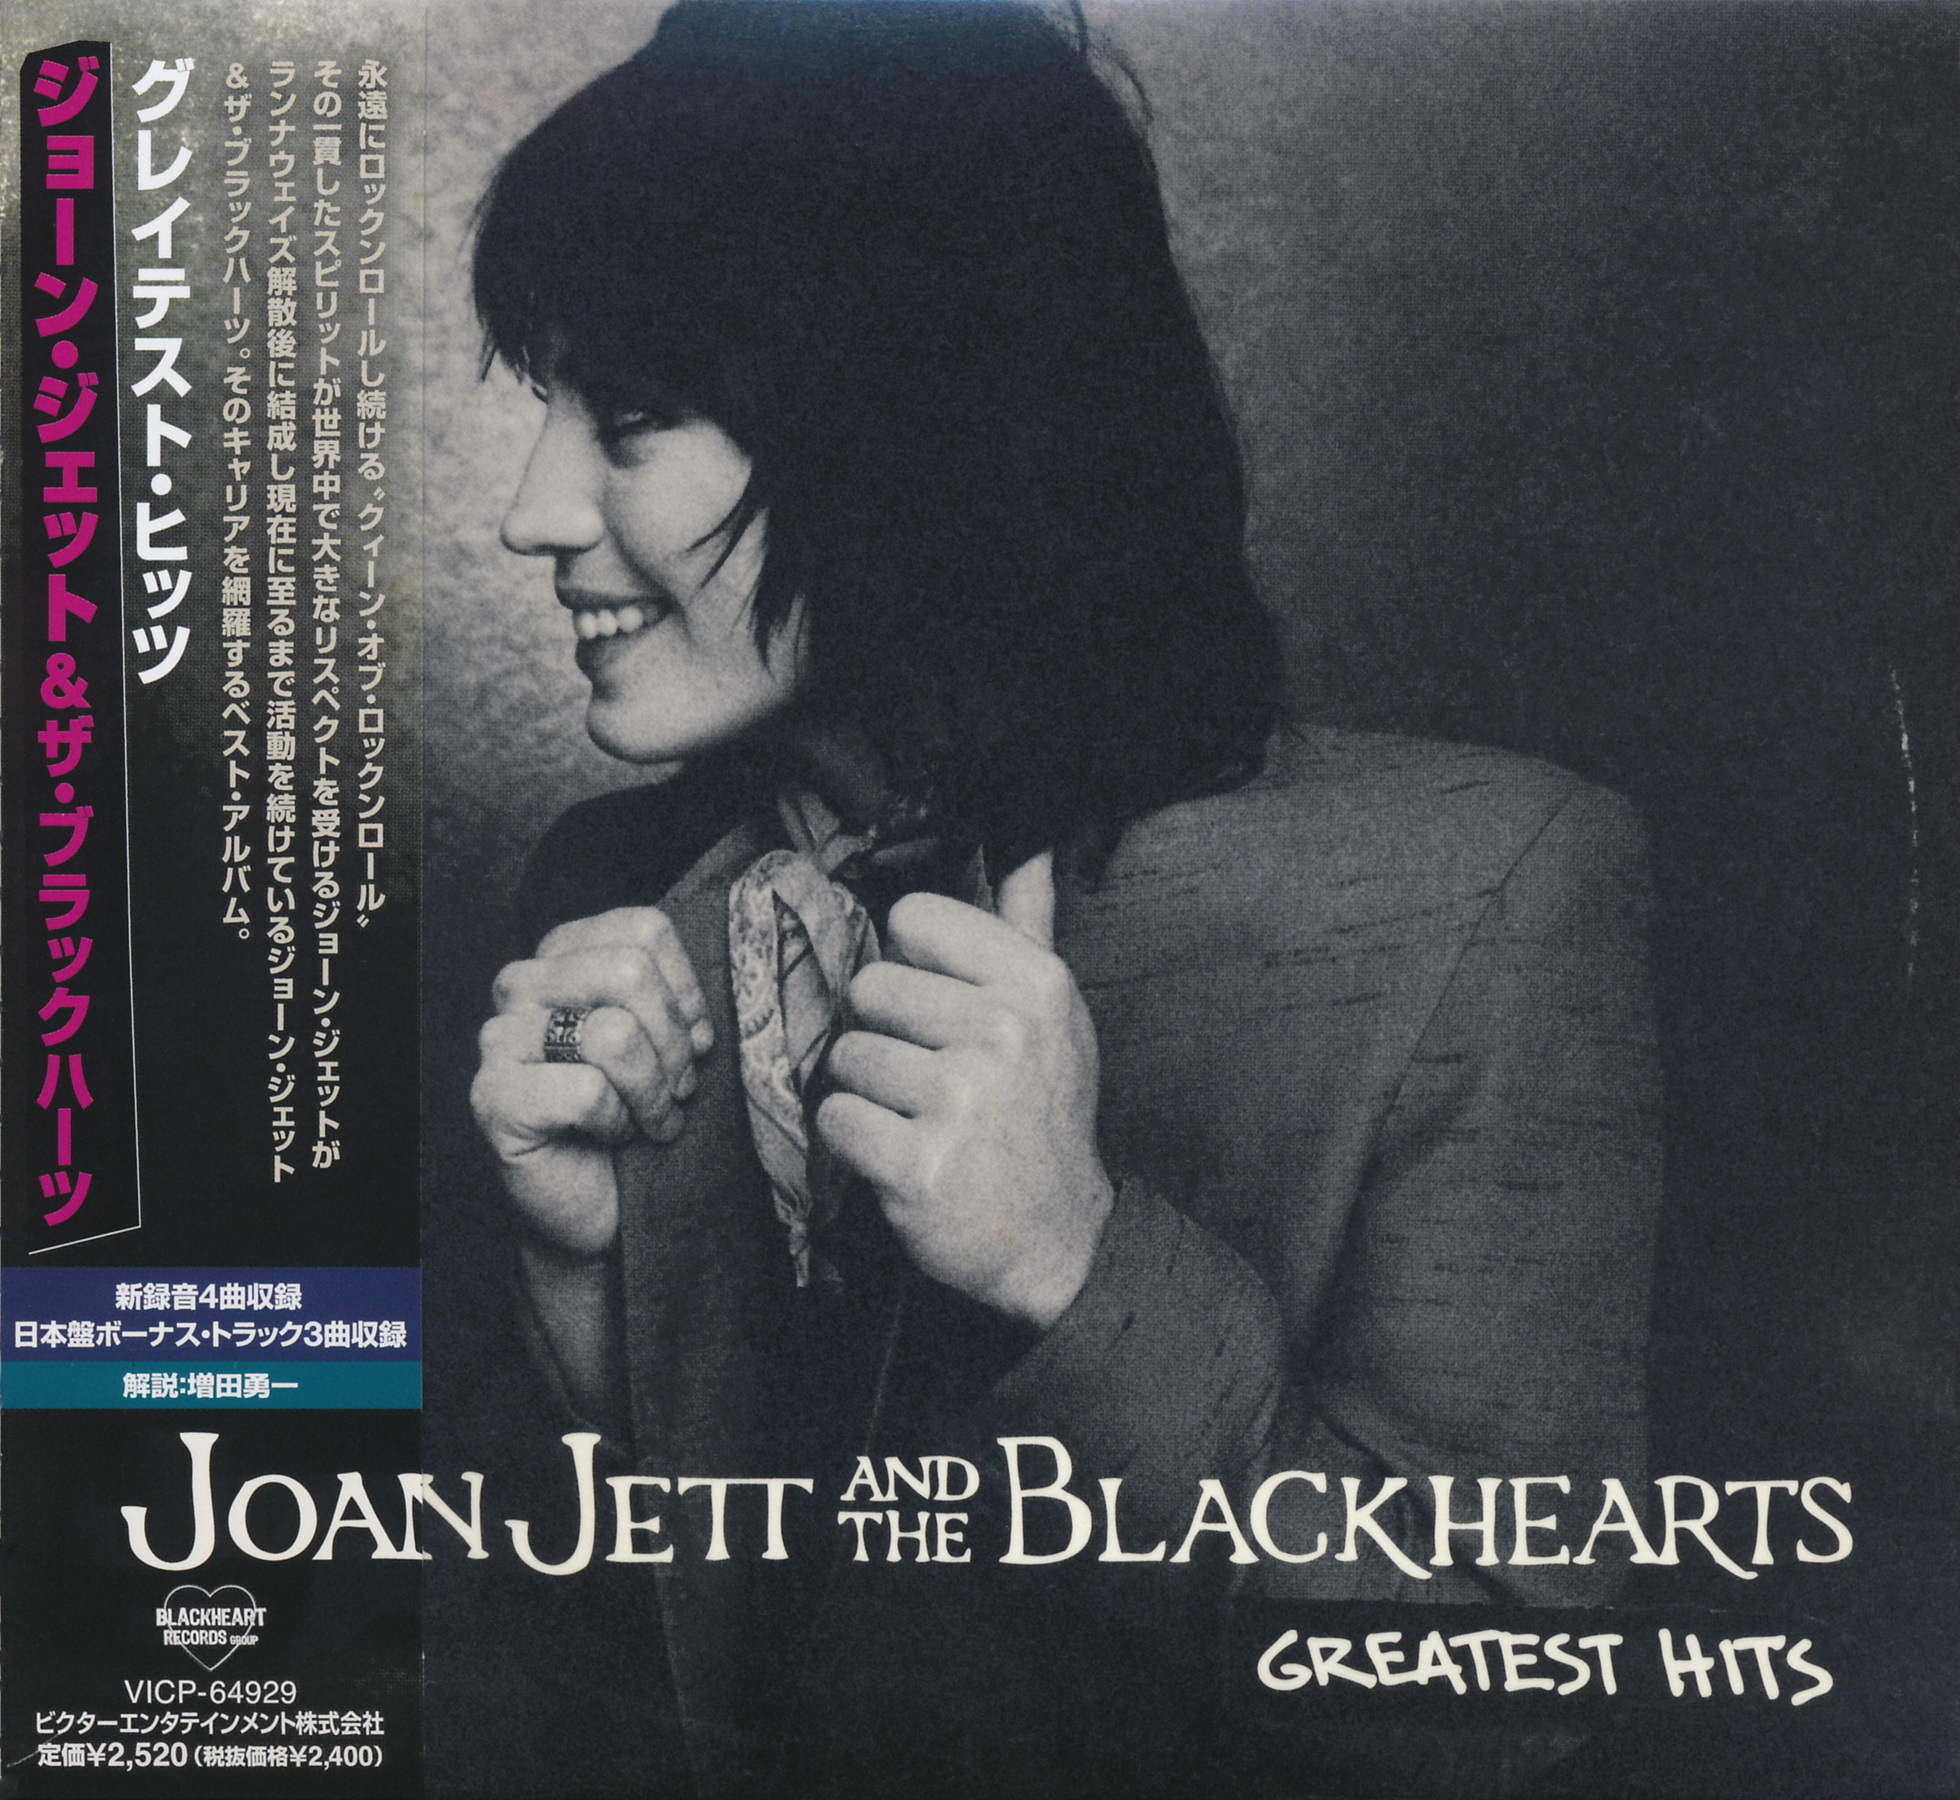 ジョーン・ジェット&ザ・ブラックハーツ
グレイテスト・ヒッツ
永遠にロックンロールし続ける〝クィーン・オブ・ロックンロール〟
その一貫したスピリットが世界中で大きなリスペクトを受けるジョーン・ジェットが
ランナウェイズ解散後に結成し現在に至るまで活動を続けているジョーン・ジェット
&ザ・ブラックハーツ。そのキャリアを網羅するベスト・アルバム。
新録音4曲収録
日本盤ボーナス・トラック3曲収録
解説:増田勇一
JOAN JETT AND THE BLACKHEARTS
GREATEST HITS
BLACKHEART
RECORDS GROUP
VICP-64929
ビクターエンタテインメント株式会社
定価¥2,520(税抜価格¥2,400)